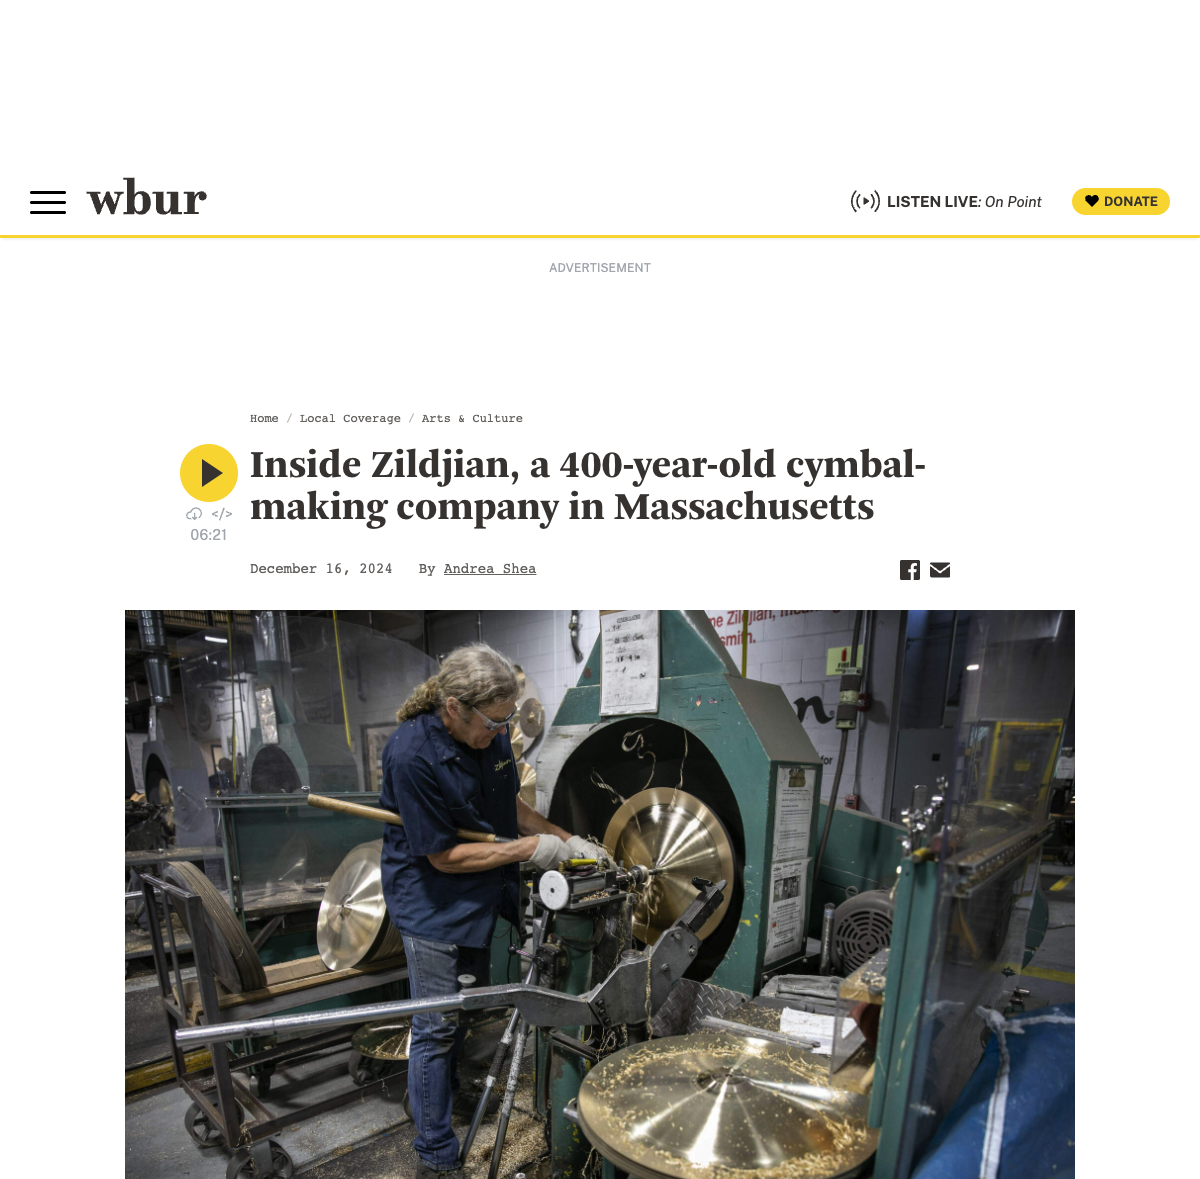 wbur
LISTEN LIVE: On Point
DONATE
ADVERTISEMENT
Home / Local Coverage / Arts & Culture
Inside Zildjian, a 400-year-old cymbal-
making company in Massachusetts
</>
06:21
December 16, 2024 By Andrea Shea
smith.